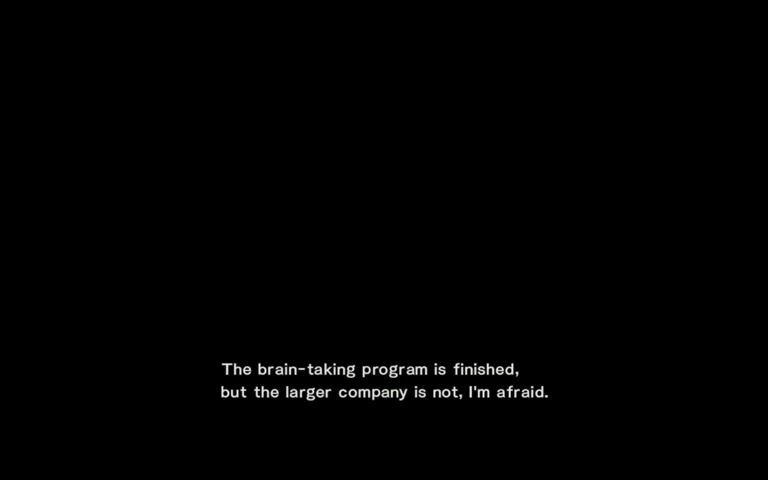 The brain-taking program is finished,
but the larger company is not, I'm afraid.